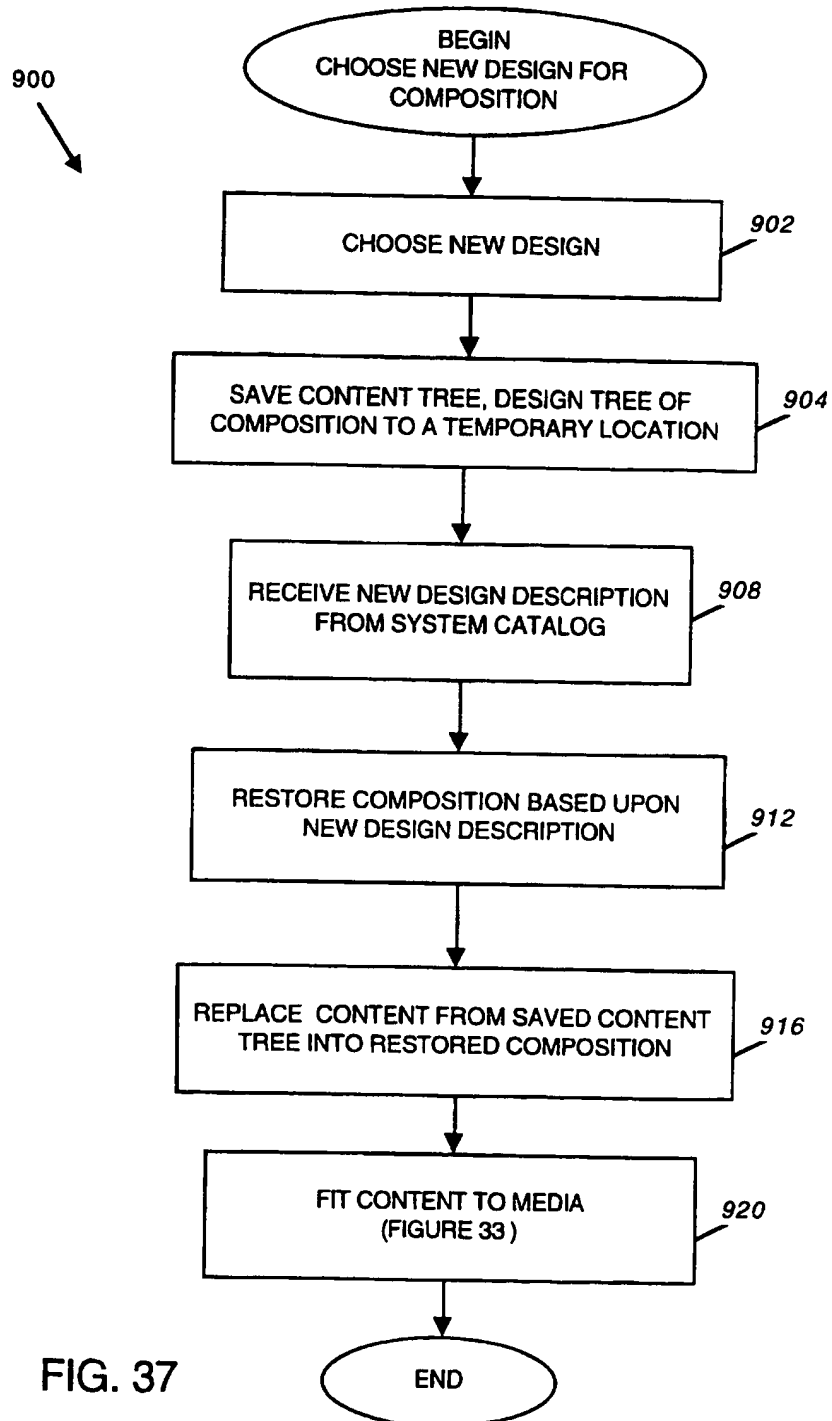 BEGIN
CHOOSE NEW DESIGN FOR
COMPOSITION
900
CHOOSE NEW DESIGN
902
SAVE CONTENT TREE, DESIGN TREE OF
COMPOSITION TO A TEMPORARY LOCATION
904
RECEIVE NEW DESIGN DESCRIPTION
FROM SYSTEM CATALOG
908
RESTORE COMPOSITION BASED UPON
NEW DESIGN DESCRIPTION
912
REPLACE CONTENT FROM SAVED CONTENT
TREE INTO RESTORED COMPOSITION
916
FIT CONTENT TO MEDIA
(FIGURE 33)
920
END
FIG. 37